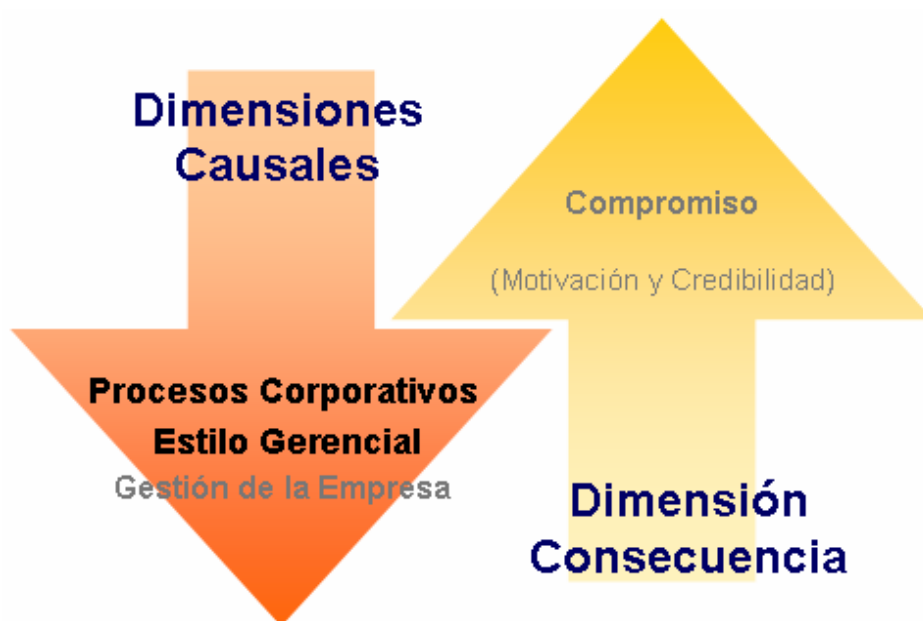 Dimensiones
Causales
Procesos Corporativos
Estilo Gerencial
Gestión de la Empresa
Compromiso
(Motivación y Credibilidad)
Dimensión
Consecuencia